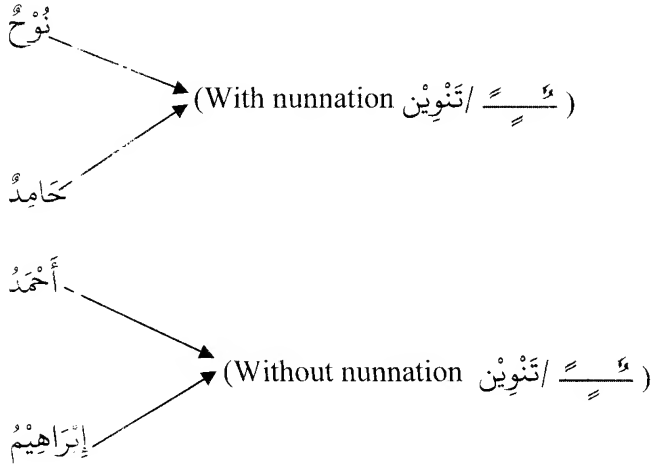 نُوْحٌ
(With nunnation تَنْوِيْن/ ـًـٍـٌ )
حَامِدٌ
أَحْمَدُ
(Without nunnation تَنْوِيْن/ ـًـٍـٌ )
إِبْرَاهِيْمُ